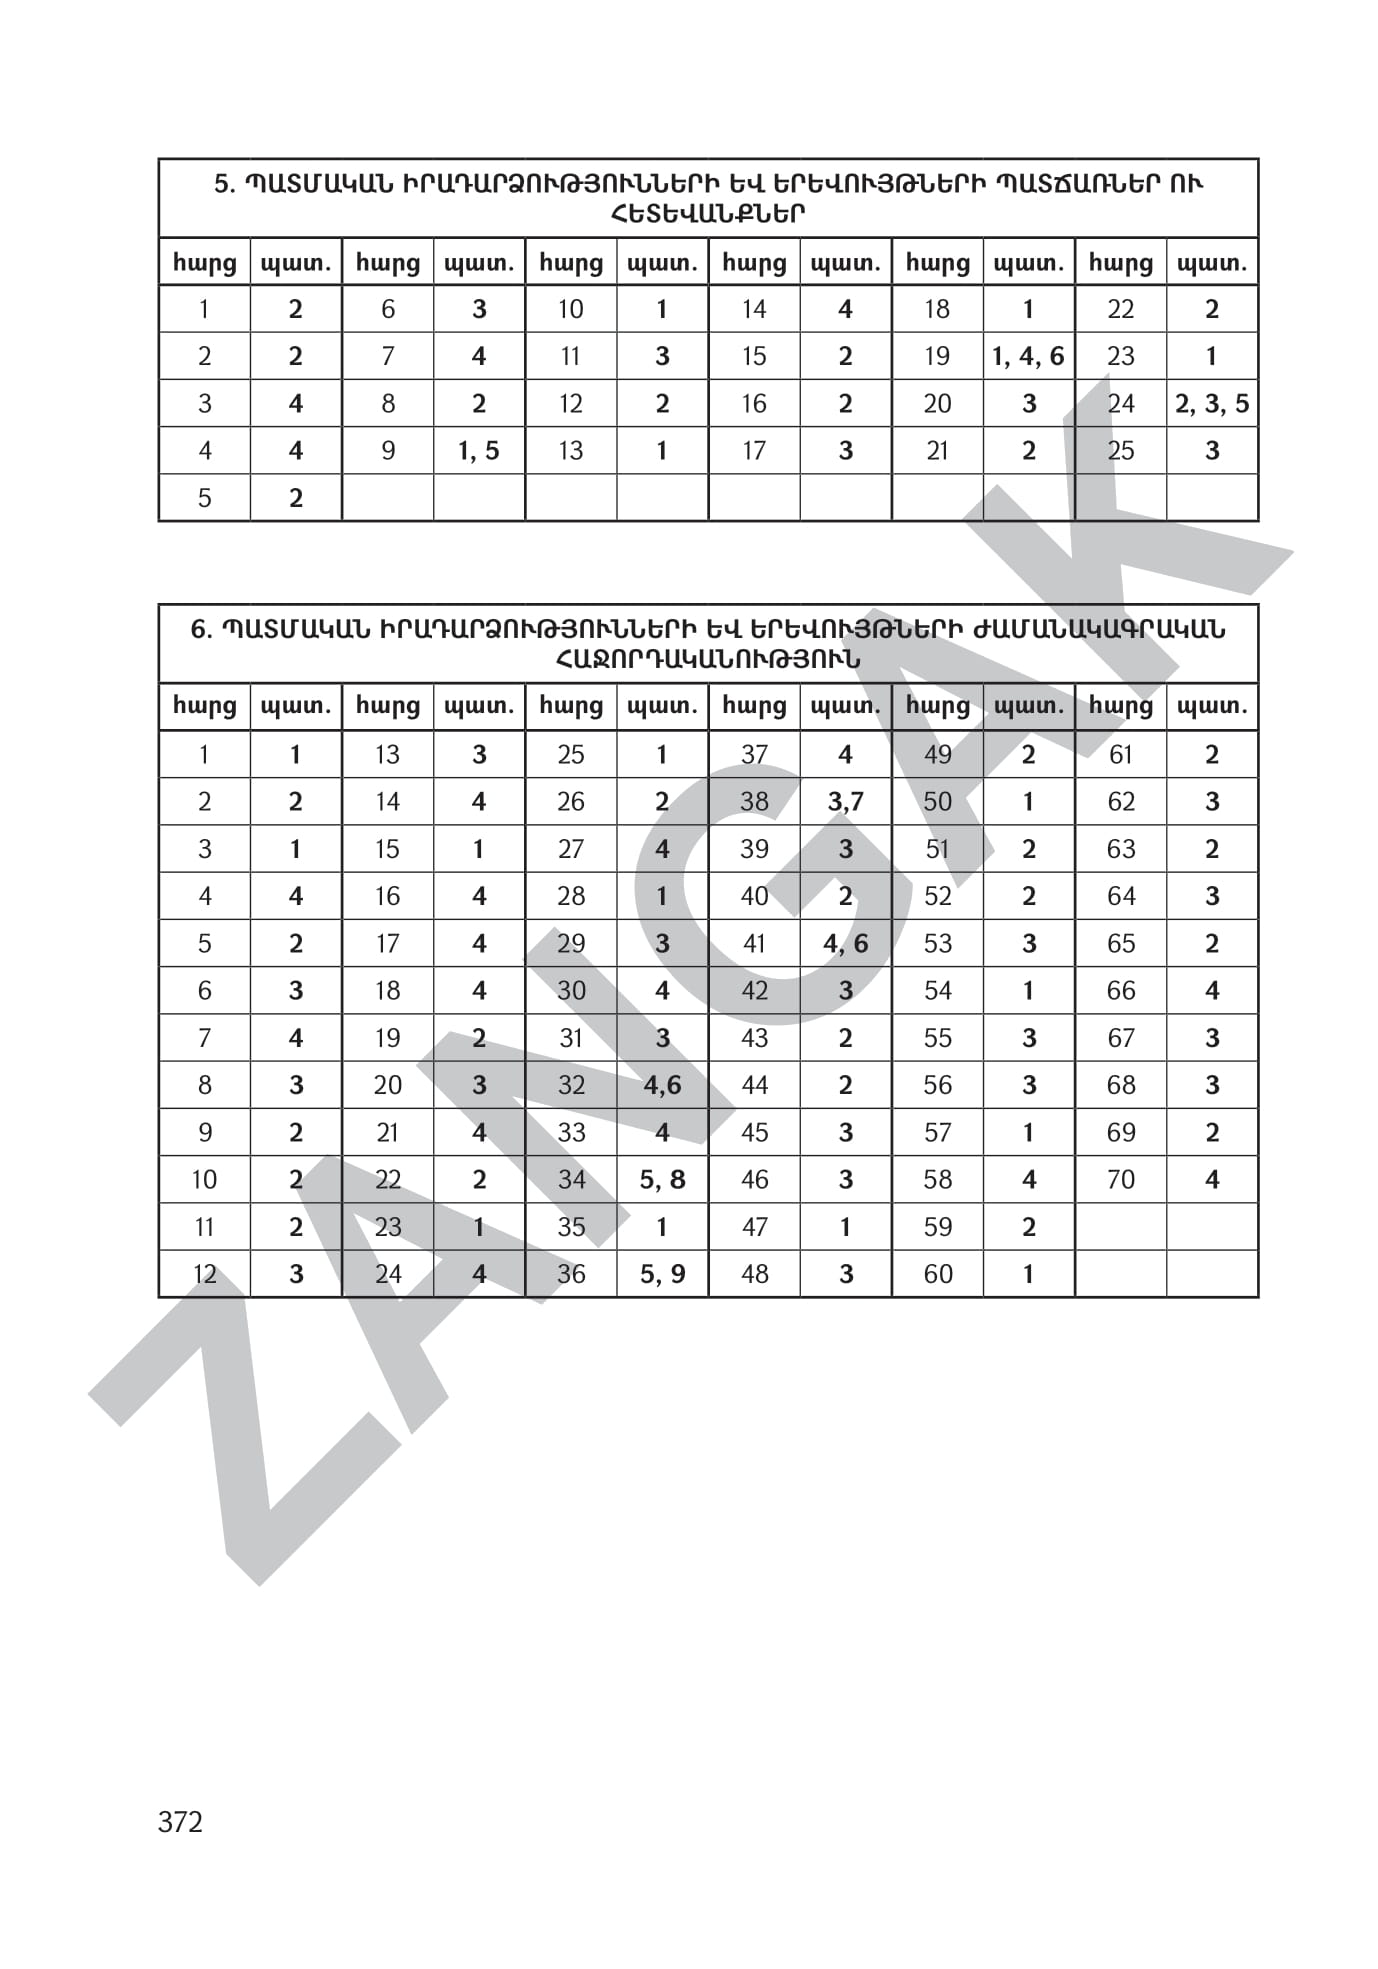 5. ՊԱՏՄԱԿԱՆ ԻՐԱԴԱՐՁՈՒԹՅՈՒՆՆԵՐԻ ԵՎ ԵՐԵՎՈՒՅԹՆԵՐԻ ՊԱՏՃԱՌՆԵՐ ՈՒ
ՀԵՏԵՎԱՆՔՆԵՐ
հարց պատ. հարց պատ. հարց պատ. հարց պատ. հարց պատ. հարց պատ.
1 2 6 3 10 1 14 4 18 1 22 2
2 2 7 4 11 3 15 2 19 1, 4, 6 23 1
3 4 8 2 12 2 16 2 20 3 24 2, 3, 5
4 4 9 1, 5 13 1 17 3 21 2 25 3
5 2
6. ՊԱՏՄԱԿԱՆ ԻՐԱԴԱՐՁՈՒԹՅՈՒՆՆԵՐԻ ԵՎ ԵՐԵՎՈՒՅԹՆԵՐԻ ԺԱՄԱՆԱԿԱԳՐԱԿԱՆ
ՀԱՋՈՐԴԱԿԱՆՈՒԹՅՈՒՆ
հարց պատ. հարց պատ. հարց պատ. հարց պատ. հարց պատ. հարց պատ.
1 1 13 3 25 1 37 4 49 2 61 2
2 2 14 4 26 2 38 3,7 50 1 62 3
3 1 15 1 27 4 39 3 51 2 63 2
4 4 16 4 28 1 40 2 52 2 64 3
5 2 17 4 29 3 41 4, 6 53 3 65 2
6 3 18 4 30 4 42 3 54 1 66 4
7 4 19 2 31 3 43 2 55 3 67 3
8 3 20 3 32 4,6 44 2 56 3 68 3
9 2 21 4 33 4 45 3 57 1 69 2
10 2 22 2 34 5, 8 46 3 58 4 70 4
11 2 23 1 35 1 47 1 59 2
12 3 24 4 36 5, 9 48 3 60 1
ZANGAK
372